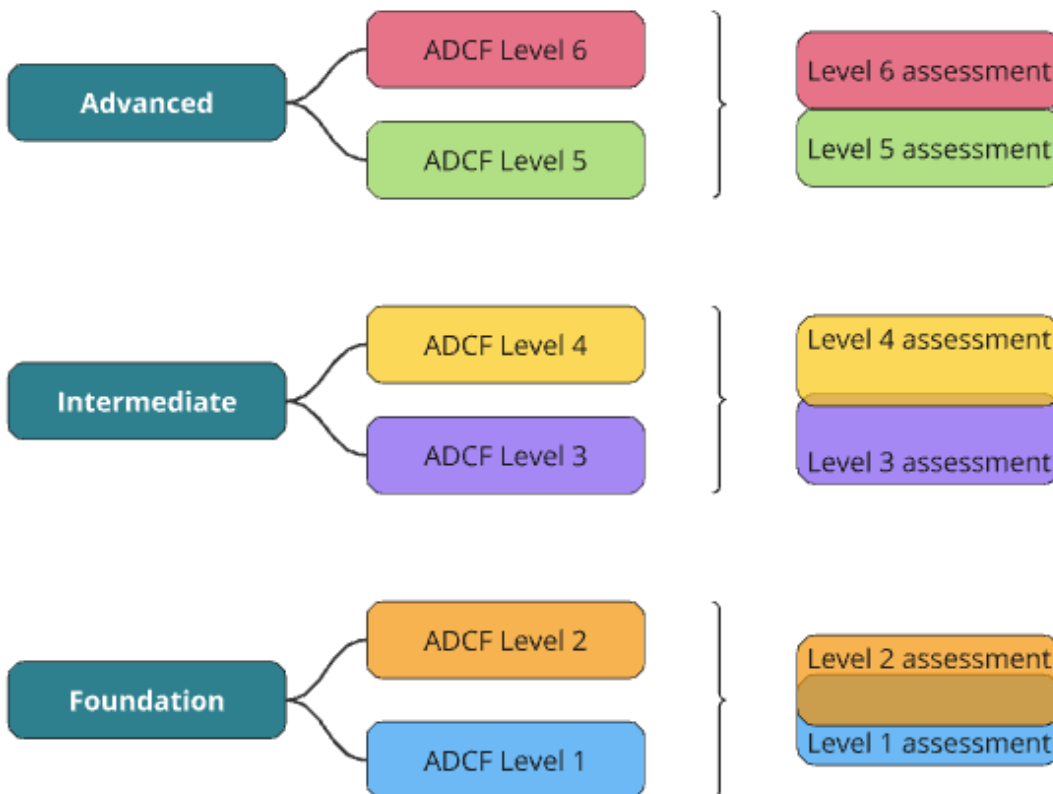 Advanced
ADCF Level 6
ADCF Level 5
Level 6 assessment
Level 5 assessment
Intermediate
ADCF Level 4
ADCF Level 3
Level 4 assessment
Level 3 assessment
Foundation
ADCF Level 2
ADCF Level 1
Level 2 assessment
Level 1 assessment